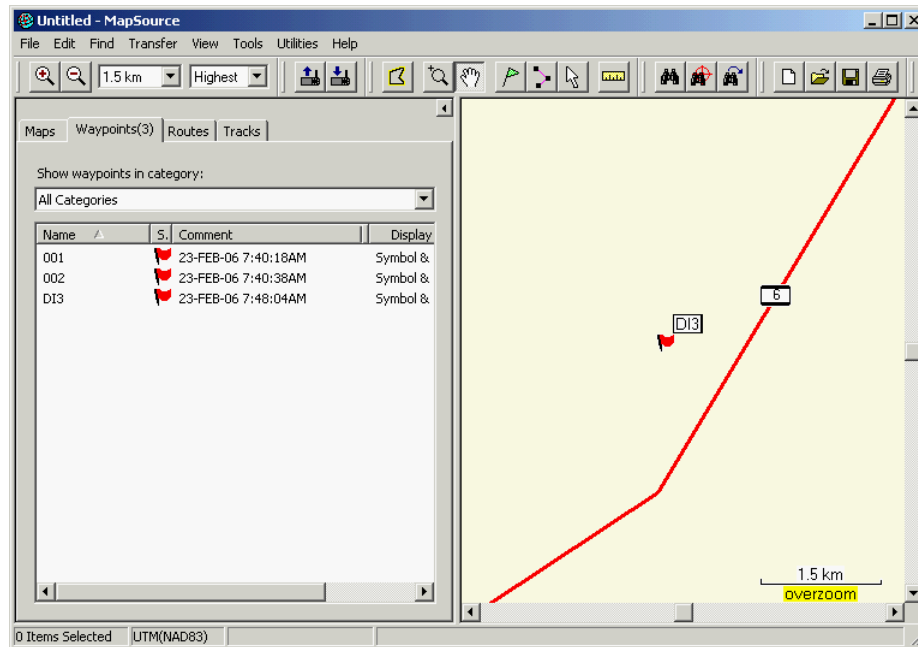 Untitled - MapSource
File Edit Find Transfer View Tools Utilities Help
1.5 km Highest
Maps Waypoints(3) Routes Tracks
Show waypoints in category:
All Categories
Name S. Comment Display
001 23-FEB-06 7:40:18AM Symbol &
002 23-FEB-06 7:40:38AM Symbol &
DI3 23-FEB-06 7:48:04AM Symbol &
6
DI3
1.5 km
overzoom
0 Items Selected UTM(NAD83)